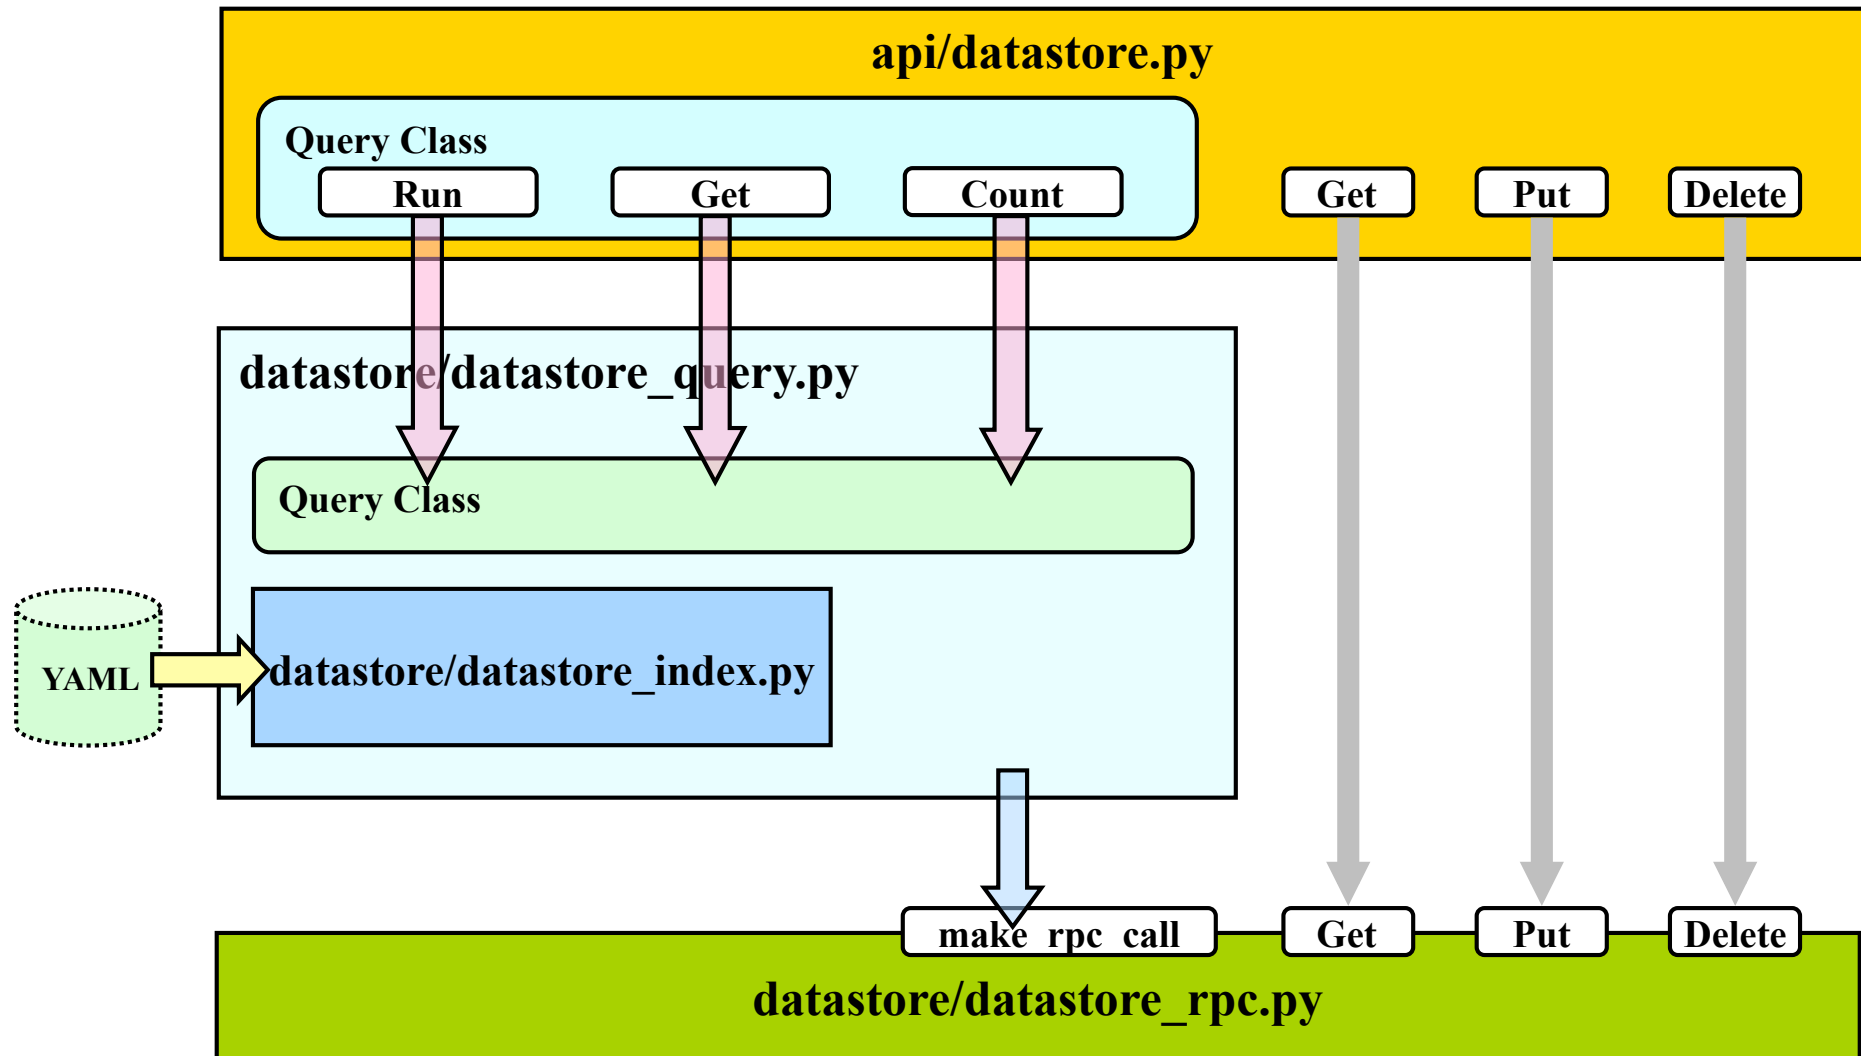 api/datastore.py
Query Class
Run
Get
Count
Get
Put
Delete
datastore/datastore_query.py
Query Class
YAML
datastore/datastore_index.py
make_rpc_call
Get
Put
Delete
datastore/datastore_rpc.py